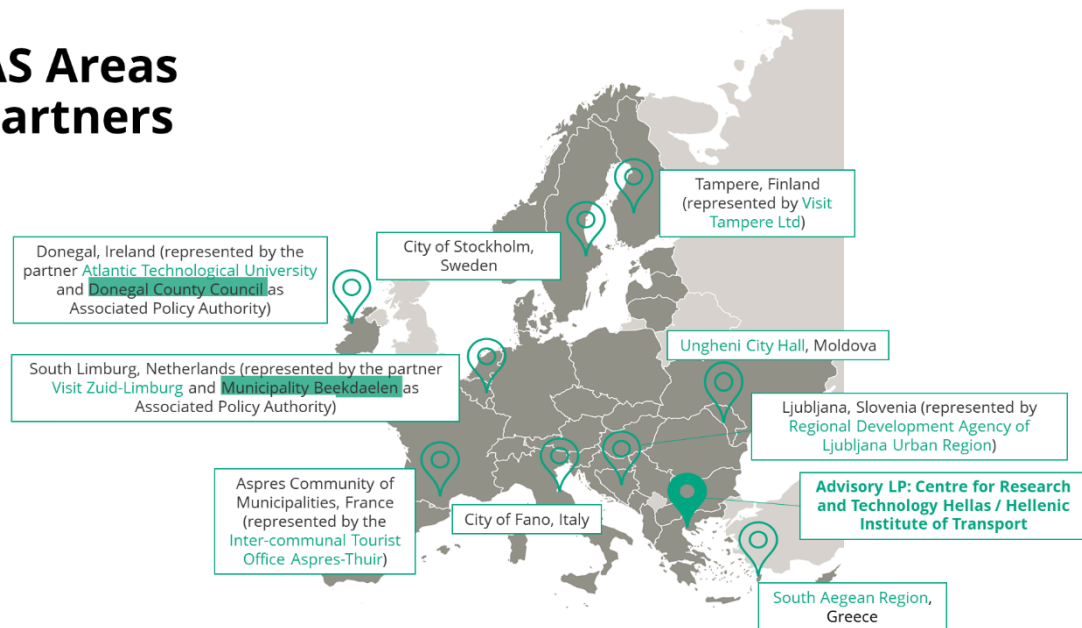 AS Areas
artners
Tampere, Finland
(represented by Visit
Tampere Ltd)
City of Stockholm,
Sweden
Donegal, Ireland (represented by the
partner Atlantic Technological University
and Donegal County Council as
Associated Policy Authority)
Ungheni City Hall, Moldova
South Limburg, Netherlands (represented by the partner
Visit Zuid-Limburg and Municipality Beekdaelen as
Associated Policy Authority)
Ljubljana, Slovenia (represented by
Regional Development Agency of
Ljubljana Urban Region)
Aspres Community of
Municipalities, France
(represented by the
Inter-communal Tourist
Office Aspres-Thuir)
City of Fano, Italy
Advisory LP: Centre for Research
and Technology Hellas / Hellenic
Institute of Transport
South Aegean Region,
Greece